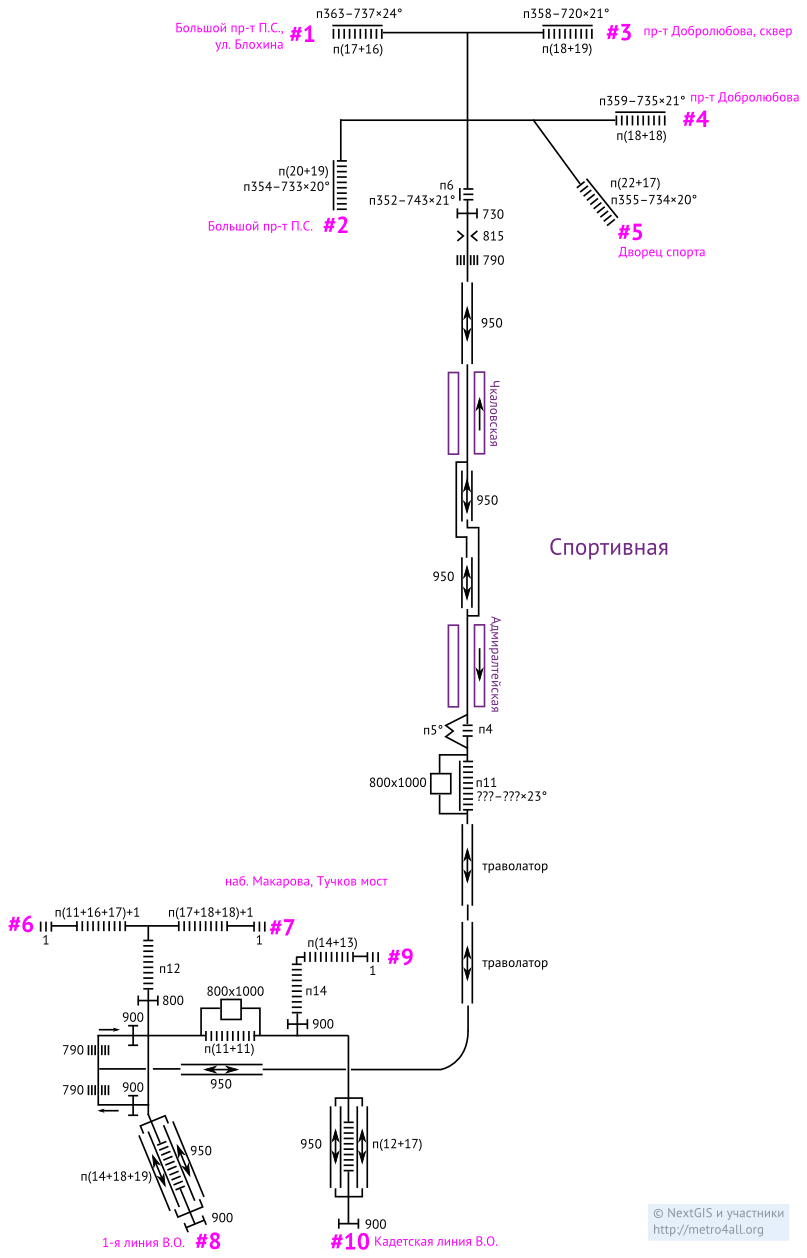 п363–737×24°
Большой пр-т П.С.,
ул. Блохина
#1
п(17+16)
п358–720×21°
#3
пр-т Добролюбова, сквер
п(18+19)
пр-т Добролюбова
п359–735×21°
#4
п(18+18)
п(20+19)
п354–733×20°
Большой пр-т П.С.
#2
п6
п352–743×21°
п(22+17)
п355–734×20°
#5
Дворец спорта
730
815
790
950
Чкаловская
950
Спортивная
950
Адмиралтейская
п5°
п4
800х1000
п11
???–???×23°
траволатор
наб. Макарова, Тучков мост
#6
п(11+16+17)+1
п(17+18+18)+1
#7
1
1
п(14+13)
#9
1
траволатор
п12
800
800х1000
п14
900
900
790
п(11+11)
790
900
950
950
п(14+18+19)
950
п(12+17)
900
900
1-я линия В.О.
#8
#10
Кадетская линия В.О.
© NextGIS и участники
http://metro4all.org